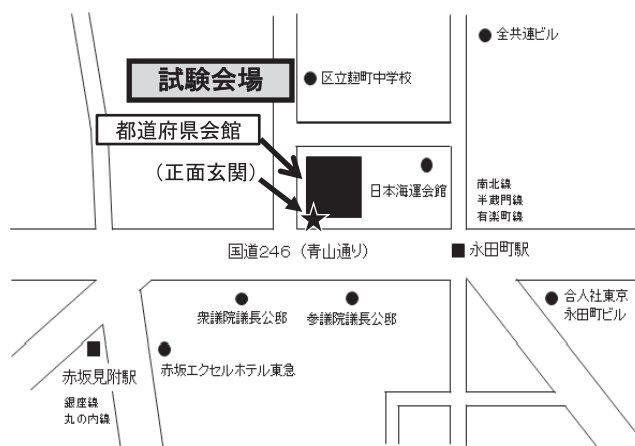 全共連ビル
試験会場
区立麹町中学校
都道府県会館
(正面玄関)
日本海運会館
南北線
半蔵門線
有楽町線
国道246(青山通り)
永田町駅
衆議院議長公邸
参議院議長公邸
合人社東京
永田町ビル
赤坂見附駅
赤坂エクセルホテル東急
銀座線
丸の内線